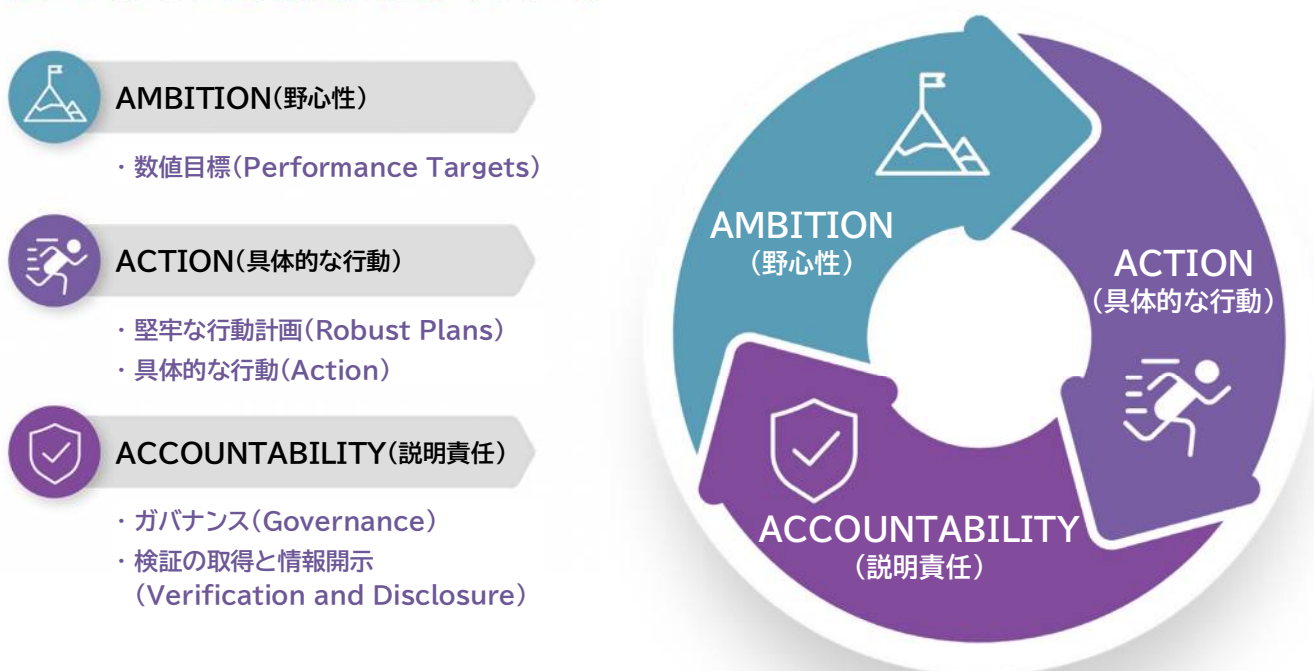 AMBITION(野心性)
・数値目標(Performance Targets)
ACTION(具体的な行動)
・堅牢な行動計画(Robust Plans)
・具体的な行動(Action)
ACCOUNTABILITY(説明責任)
・ガバナンス(Governance)
・検証の取得と情報開示
(Verification and Disclosure)
AMBITION
(野心性)
ACTION
(具体的な行動)
ACCOUNTABILITY
(説明責任)